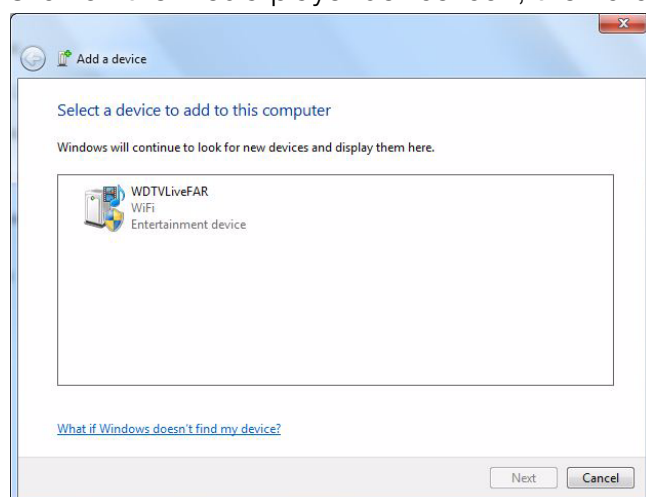 Add a device
Select a device to add to this computer
Windows will continue to look for new devices and display them here.
WDTVLiveFAR
WiFi
Entertainment device
What if Windows doesn't find my device?
Next Cancel